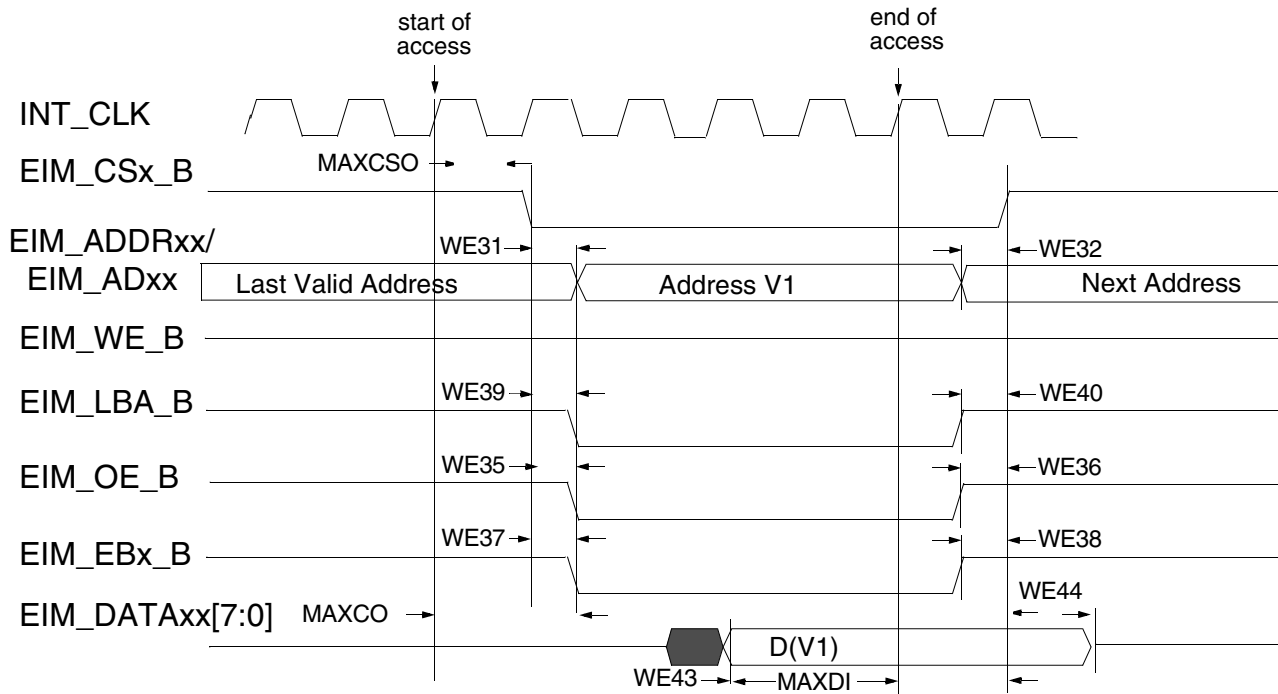 start of
access
end of
access
INT_CLK
MAXCSO
EIM_CSx_B
EIM_ADDRxx/
WE31
WE32
EIM_ADxx
Last Valid Address
Address V1
Next Address
EIM_WE_B
WE39
WE40
EIM_LBA_B
WE35
WE36
EIM_OE_B
WE37
WE38
EIM_EBx_B
WE44
EIM_DATAxx[7:0]
MAXCO
D(V1)
WE43
MAXDI